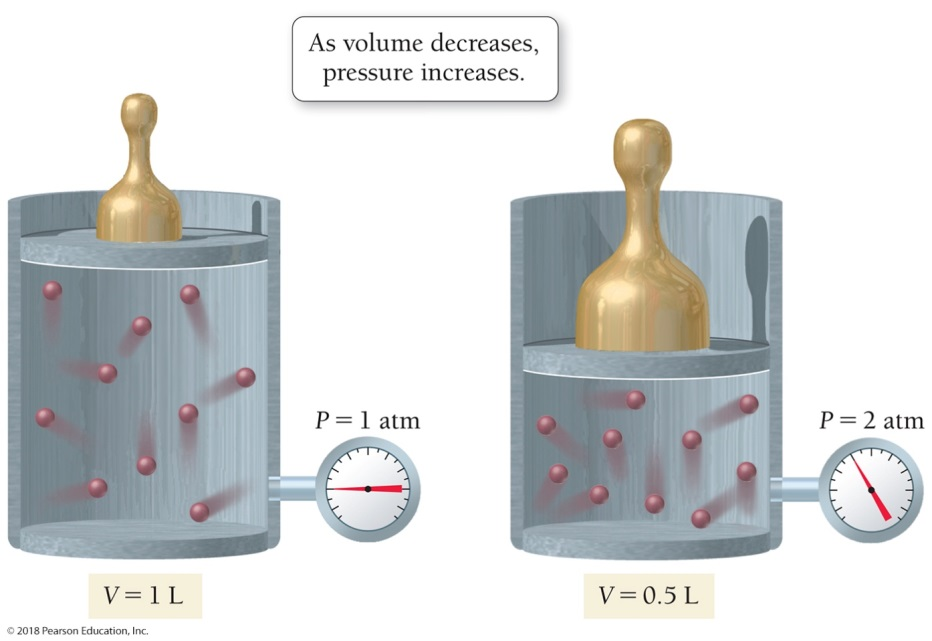 As volume decreases,
pressure increases.
P = 1 atm
P = 2 atm
V = 1 L
V = 0.5 L
© 2018 Pearson Education, Inc.